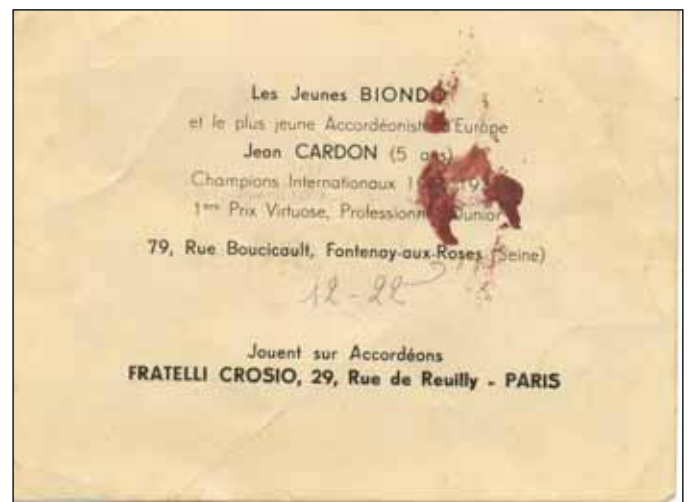 Les Jeunes BIONDO
et le plus jeune Accordéoniste d'Europe
Jean CARDON (5 ans)
Champions Internationaux
1ers Prix Virtuose, Professionnel, Junior
79, Rue Boucicault, Fontenay-aux-Roses (Seine)
12-22
Jouent sur Accordéons
FRATELLI CROSIO, 29, Rue de Reuilly - PARIS